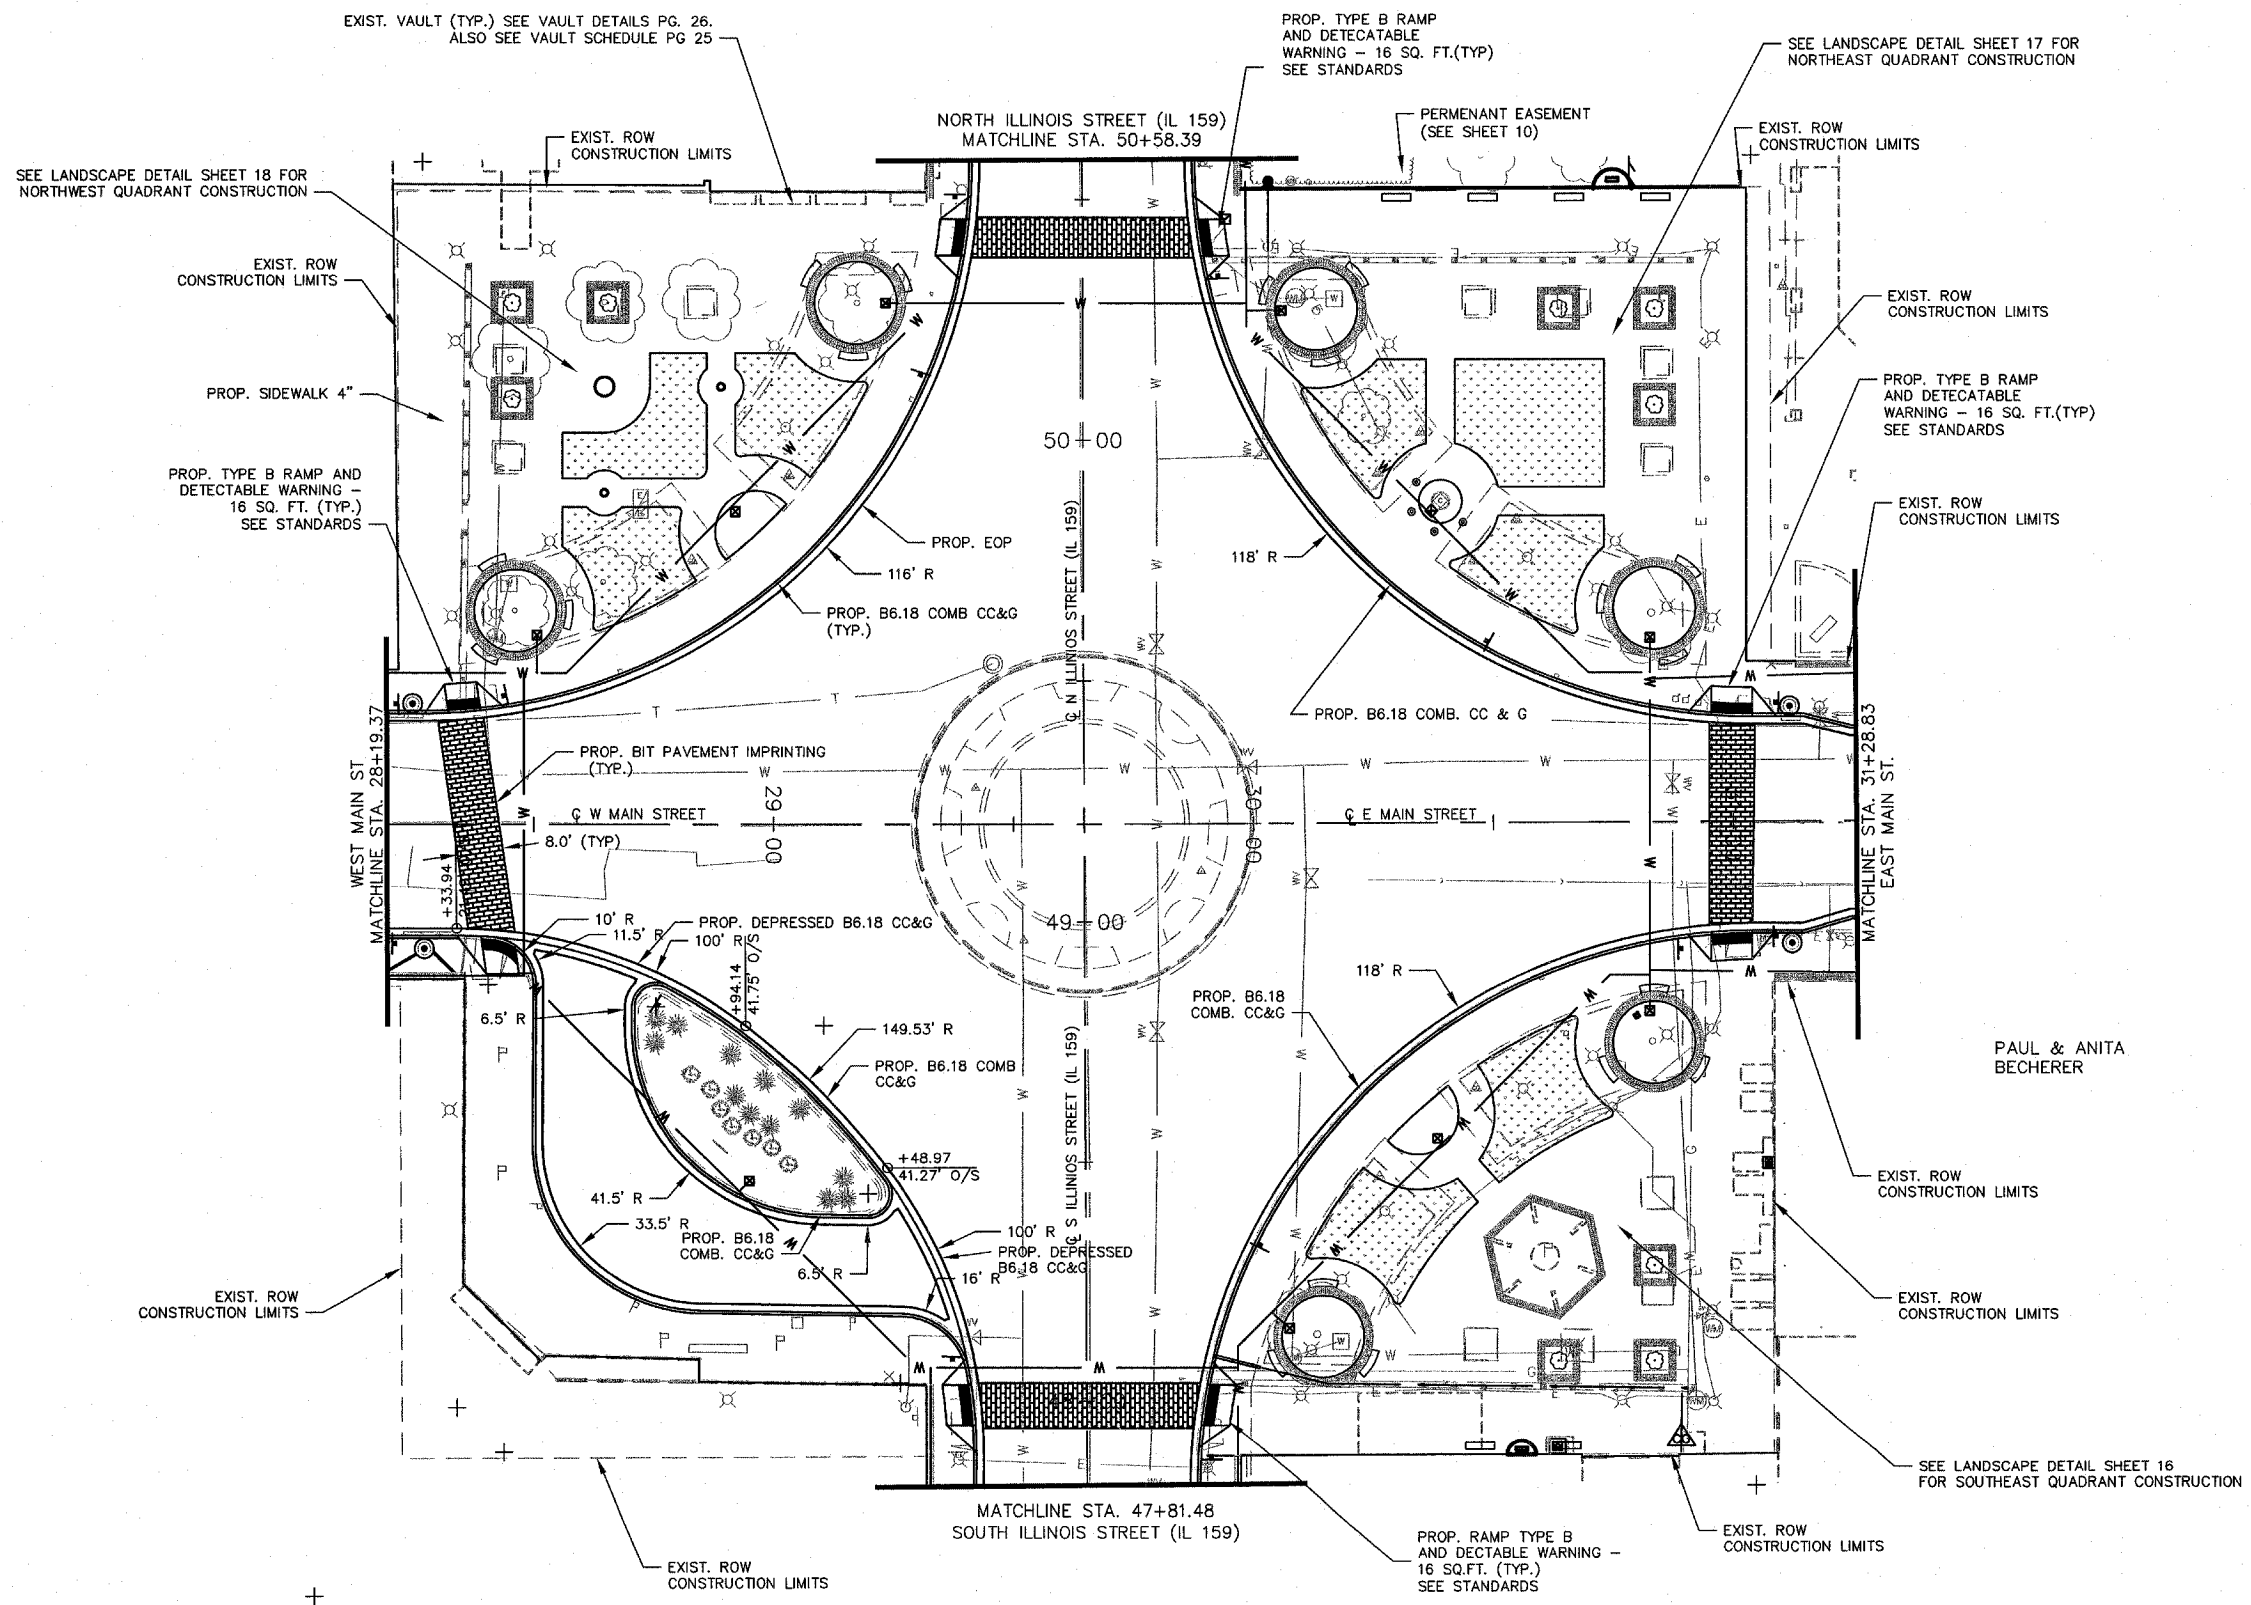 EXIST. VAULT (TYP.) SEE VAULT DETAILS PG. 26.
ALSO SEE VAULT SCHEDULE PG 25
PROP. TYPE B RAMP
AND DETECATABLE
WARNING – 16 SQ. FT.(TYP)
SEE STANDARDS
SEE LANDSCAPE DETAIL SHEET 17 FOR
NORTHEAST QUADRANT CONSTRUCTION
NORTH ILLINOIS STREET (IL 159)
MATCHLINE STA. 50+58.39
PERMENANT EASEMENT
(SEE SHEET 10)
EXIST. ROW
CONSTRUCTION LIMITS
EXIST. ROW
CONSTRUCTION LIMITS
SEE LANDSCAPE DETAIL SHEET 18 FOR
NORTHWEST QUADRANT CONSTRUCTION
EXIST. ROW
CONSTRUCTION LIMITS
EXIST. ROW
CONSTRUCTION LIMITS
PROP. SIDEWALK 4"
PROP. TYPE B RAMP
AND DETECATABLE
WARNING – 16 SQ. FT.(TYP)
SEE STANDARDS
PROP. TYPE B RAMP AND
DETECTABLE WARNING –
16 SQ. FT. (TYP.)
SEE STANDARDS
50+00
EXIST. ROW
CONSTRUCTION LIMITS
PROP. EOP
116' R
118' R
PROP. B6.18 COMB CC&G
(TYP.)
℄ N ILLINIOS STREET (IL 159)
PROP. B6.18 COMB. CC & G
WEST MAIN ST
MATCHLINE STA. 28+19.37
PROP. BIT PAVEMENT IMPRINTING
(TYP.)
℄ W MAIN STREET
29+00
30+00
℄ E MAIN STREET
8.0' (TYP)
MATCHLINE STA. 31+28.83
EAST MAIN ST.
+33.94
49+00
10' R
11.5' R
PROP. DEPRESSED B6.18 CC&G
100' R
+94.14
41.75' O/S
118' R
PROP. B6.18
COMB. CC&G
6.5' R
149.53' R
PROP. B6.18 COMB
CC&G
PAUL & ANITA
BECHERER
℄ S ILLINIOS STREET (IL 159)
+48.97
41.27' O/S
41.5' R
EXIST. ROW
CONSTRUCTION LIMITS
33.5' R
PROP. B6.18
COMB. CC&G
6.5' R
100' R
PROP. DEPRESSED
B6.18 CC&G
16' R
EXIST. ROW
CONSTRUCTION LIMITS
EXIST. ROW
CONSTRUCTION LIMITS
SEE LANDSCAPE DETAIL SHEET 16
FOR SOUTHEAST QUADRANT CONSTRUCTION
MATCHLINE STA. 47+81.48
SOUTH ILLINOIS STREET (IL 159)
PROP. RAMP TYPE B
AND DECTABLE WARNING –
16 SQ.FT. (TYP.)
SEE STANDARDS
EXIST. ROW
CONSTRUCTION LIMITS
EXIST. ROW
CONSTRUCTION LIMITS